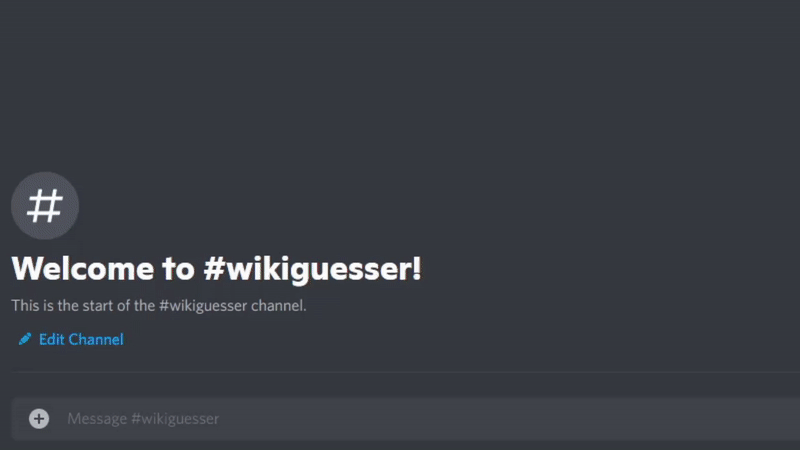 #
Welcome to #wikiguesser!
This is the start of the #wikiguesser channel.
Edit Channel
Message #wikiguesser